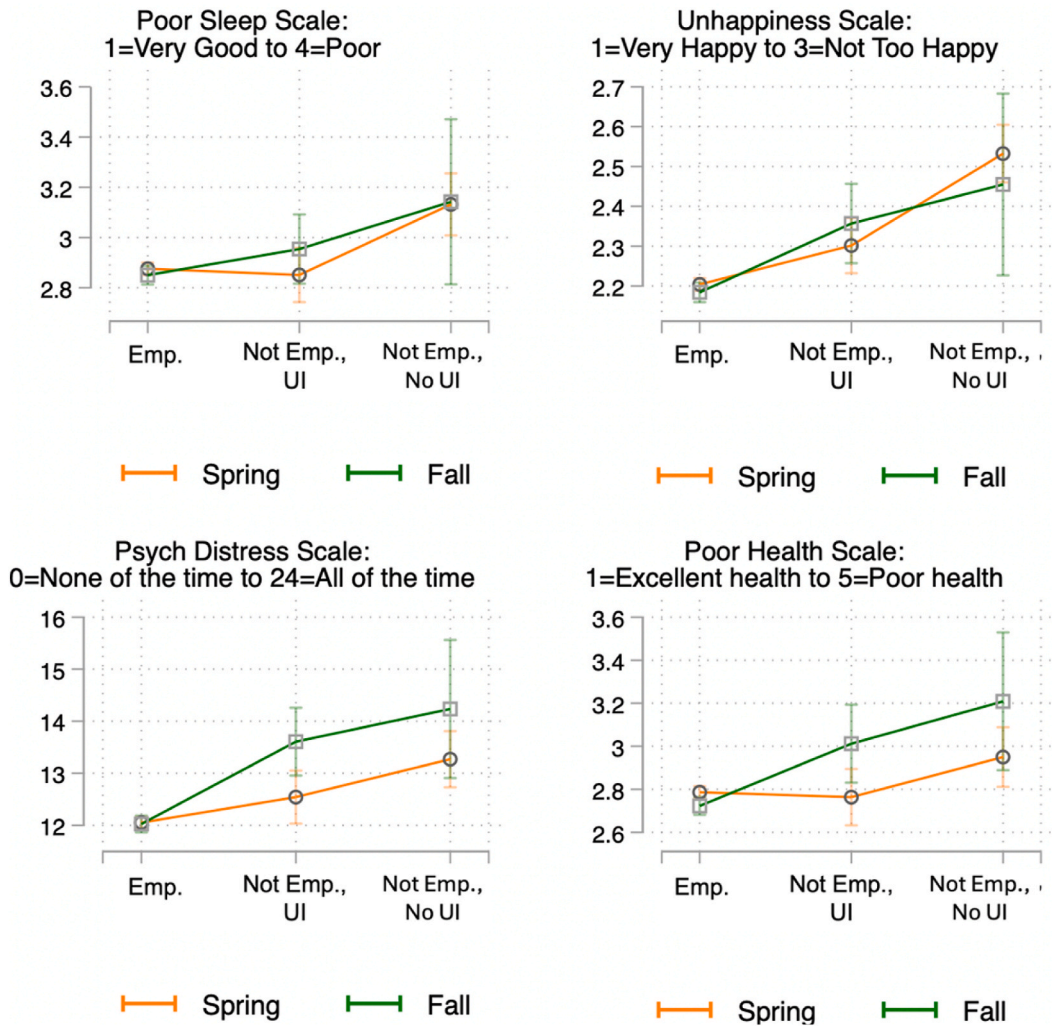 Poor Sleep Scale:
1=Very Good to 4=Poor
3.6
3.4
3.2
3
2.8
Emp.
Not Emp.,
UI
Not Emp.,
No UI
Spring
Fall
Unhappiness Scale:
1=Very Happy to 3=Not Too Happy
2.7
2.6
2.5
2.4
2.3
2.2
Emp.
Not Emp.,
UI
Not Emp.,
No UI
Spring
Fall
Psych Distress Scale:
0=None of the time to 24=All of the time
16
15
14
13
12
Emp.
Not Emp.,
UI
Not Emp.,
No UI
Spring
Fall
Poor Health Scale:
1=Excellent health to 5=Poor health
3.6
3.4
3.2
3
2.8
2.6
Emp.
Not Emp.,
UI
Not Emp.,
No UI
Spring
Fall